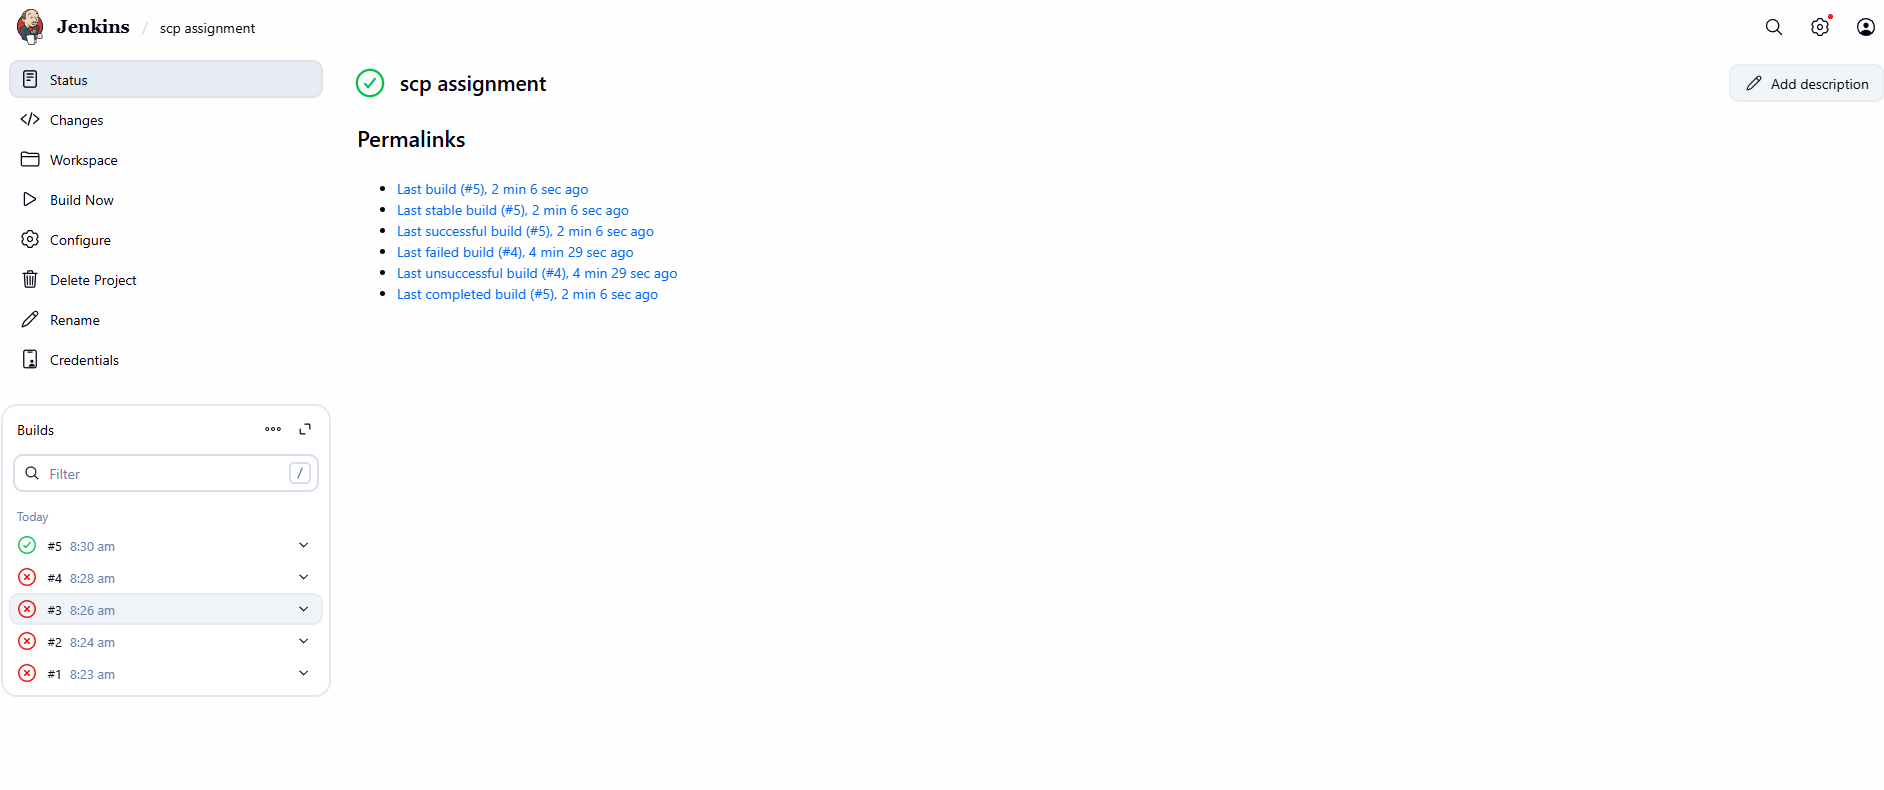 Jenkins / scp assignment
Status
Changes
Workspace
Build Now
Configure
Delete Project
Rename
Credentials
Builds
Filter /
Today
#5 8:30 am
#4 8:28 am
#3 8:26 am
#2 8:24 am
#1 8:23 am
scp assignment
Add description
Permalinks
Last build (#5), 2 min 6 sec ago
Last stable build (#5), 2 min 6 sec ago
Last successful build (#5), 2 min 6 sec ago
Last failed build (#4), 4 min 29 sec ago
Last unsuccessful build (#4), 4 min 29 sec ago
Last completed build (#5), 2 min 6 sec ago